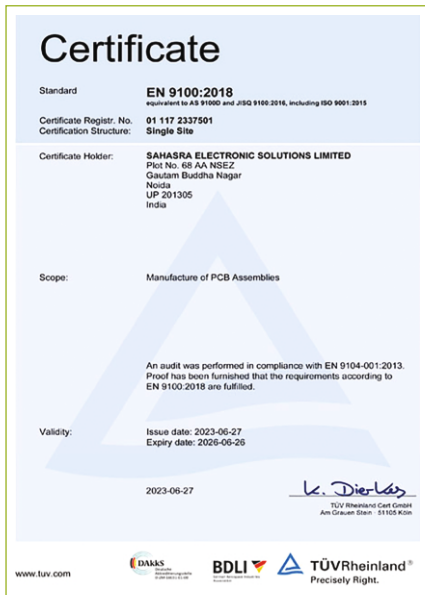 Certificate
Standard
EN 9100:2018
equivalent to AS 9100D and JISQ 9100:2016, including ISO 9001:2015
Certificate Registr. No. 01 117 2337501
Certification Structure: Single Site
Certificate Holder: SAHASRA ELECTRONIC SOLUTIONS LIMITED
Plot No. 68 AA NSEZ
Gautam Buddha Nagar
Noida
UP 201305
India
Scope: Manufacture of PCB Assemblies
An audit was performed in compliance with EN 9104-001:2013.
Proof has been furnished that the requirements according to
EN 9100:2018 are fulfilled.
Validity: Issue date: 2023-06-27
Expiry date: 2026-06-26
2023-06-27
K. Dierkes
TÜV Rheinland Cert GmbH
Am Grauen Stein · 51105 Köln
www.tuv.com
DAkkS
Deutsche
Akkreditierungsstelle
BDLI
TÜVRheinland®
Precisely Right.